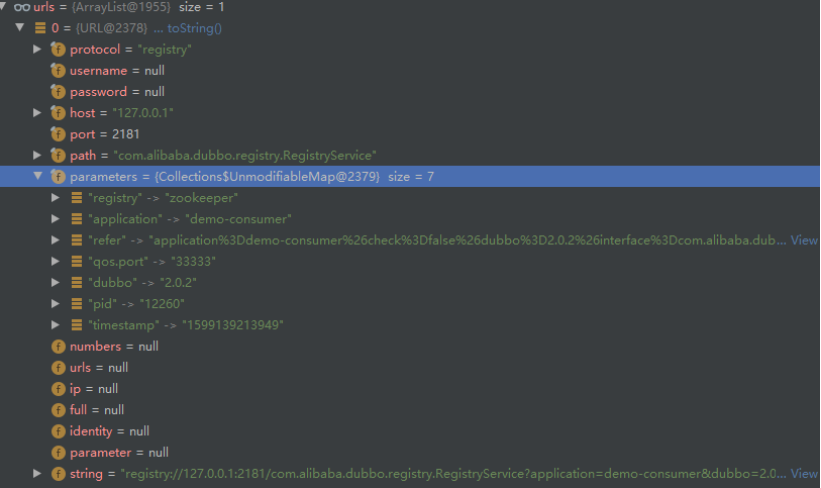 urls = {ArrayList@1955} size = 1
0 = {URL@2378} ... toString()
protocol = "registry"
username = null
password = null
host = "127.0.0.1"
port = 2181
path = "com.alibaba.dubbo.registry.RegistryService"
parameters = {Collections$UnmodifiableMap@2379} size = 7
"registry" -> "zookeeper"
"application" -> "demo-consumer"
"refer" -> "application%3Ddemo-consumer%26check%3Dfalse%26dubbo%3D2.0.2%26interface%3Dcom.alibaba.dub... View
"qos.port" -> "33333"
"dubbo" -> "2.0.2"
"pid" -> "12260"
"timestamp" -> "1599139213949"
numbers = null
urls = null
ip = null
full = null
identity = null
parameter = null
string = "registry://127.0.0.1:2181/com.alibaba.dubbo.registry.RegistryService?application=demo-consumer&dubbo=2.0... View